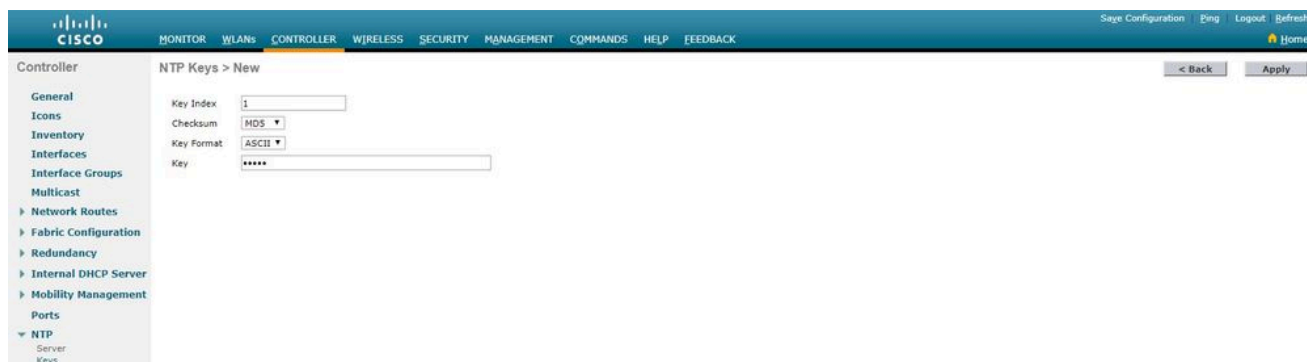 Save Configuration Ping Logout Refresh
CISCO
MONITOR WLANs CONTROLLER WIRELESS SECURITY MANAGEMENT COMMANDS HELP FEEDBACK
Home
Controller
NTP Keys > New
< Back
Apply
General
Icons
Inventory
Interfaces
Interface Groups
Multicast
Network Routes
Fabric Configuration
Redundancy
Internal DHCP Server
Mobility Management
Ports
NTP
Server
Keys
Key Index 1
Checksum MD5
Key Format ASCII
Key •••••